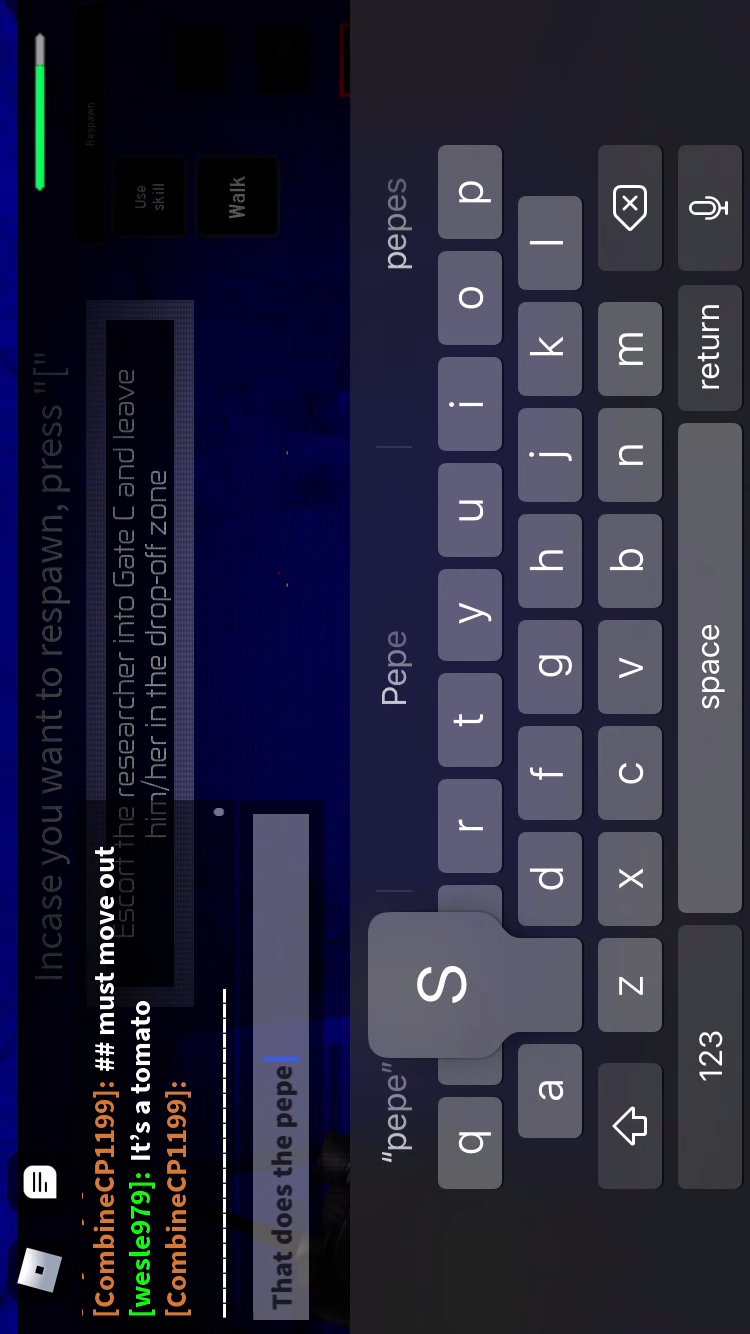 Incase you want to respawn, press "["
Respawn
Use
skill
Walk
Escort the researcher into Gate C and leave
him/her in the drop-off zone
[CombineCP1199]: ## must move out
[wesle979]: It's a tomato
[CombineCP1199]:
That does the pepe
"pepe" Pepe pepes
q r t y u i o p
a S d f g h j k l
z x c v b n m
123 space return